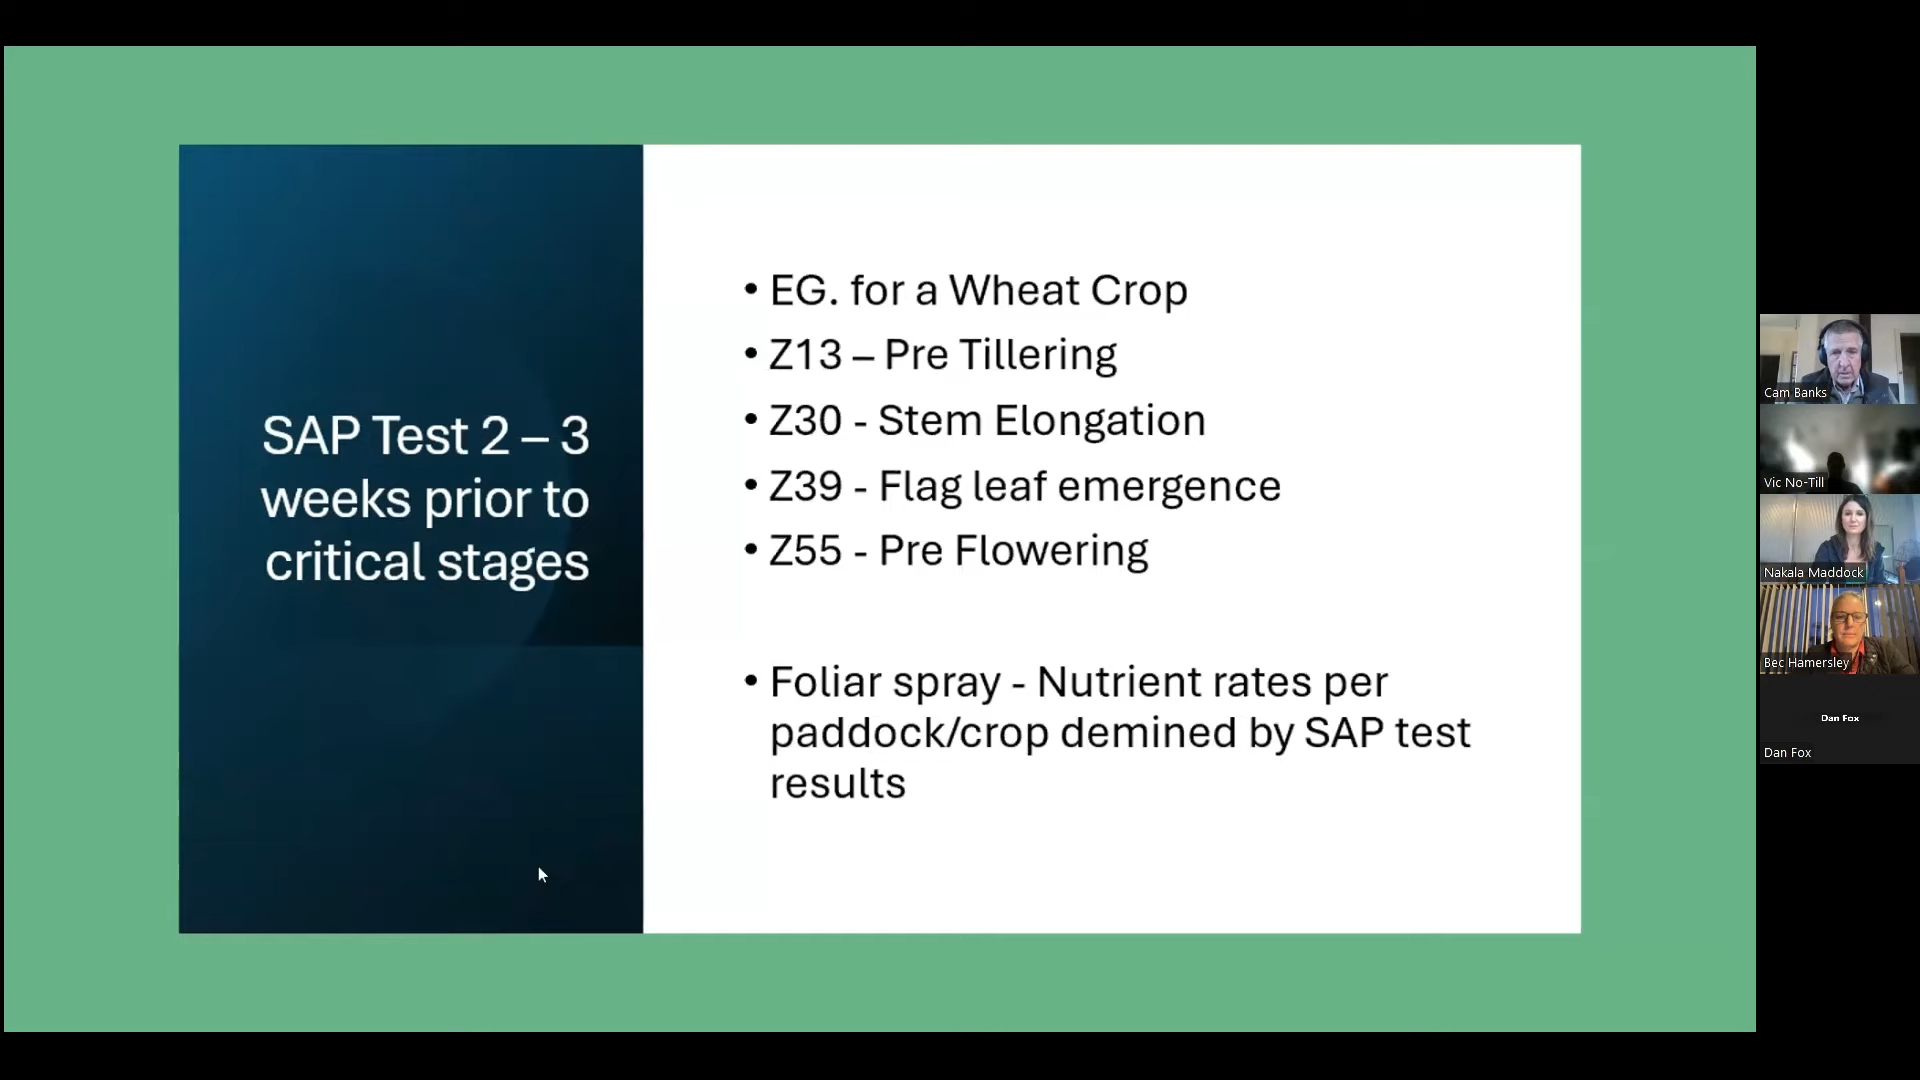 SAP Test 2 – 3
weeks prior to
critical stages
• EG. for a Wheat Crop
• Z13 – Pre Tillering
• Z30 - Stem Elongation
• Z39 - Flag leaf emergence
• Z55 - Pre Flowering
• Foliar spray - Nutrient rates per
paddock/crop demined by SAP test
results
Cam Banks
Vic No-Till
Nakala Maddock
Bec Hamersley
Dan Fox
Dan Fox